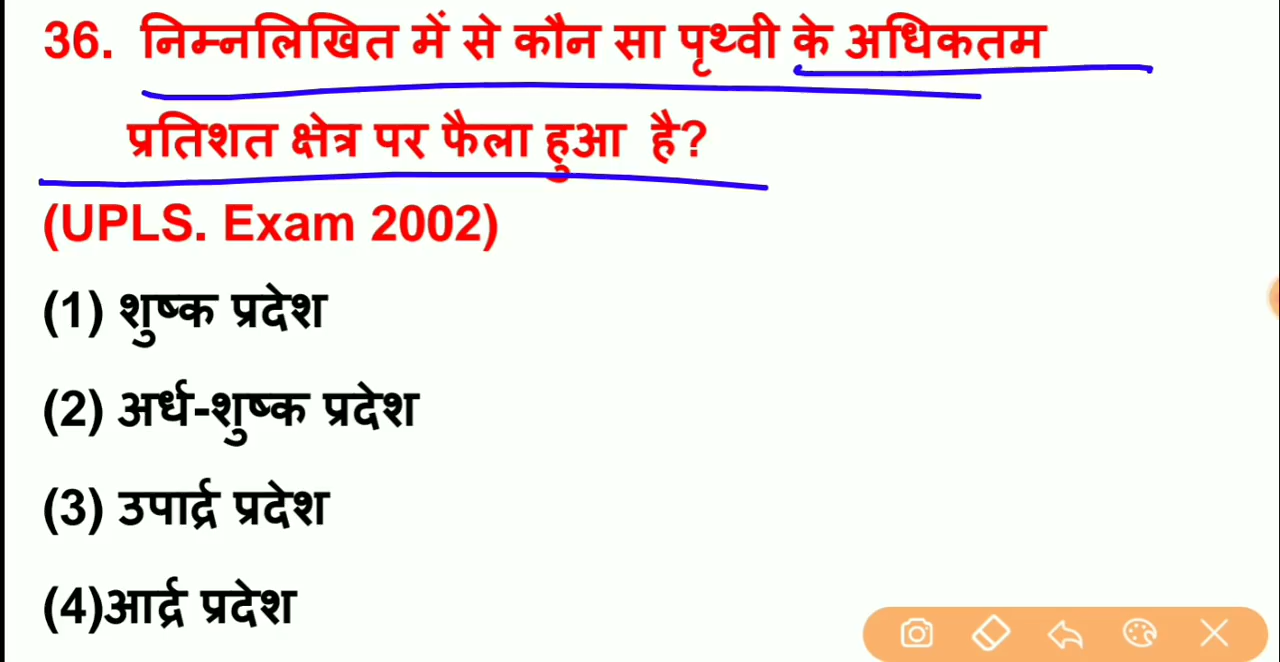 36. निम्नलिखित में से कौन सा पृथ्वी के अधिकतम
प्रतिशत क्षेत्र पर फैला हुआ है?
(UPLS. Exam 2002)
(1) शुष्क प्रदेश
(2) अर्ध-शुष्क प्रदेश
(3) उपार्द्र प्रदेश
(4)आर्द्र प्रदेश